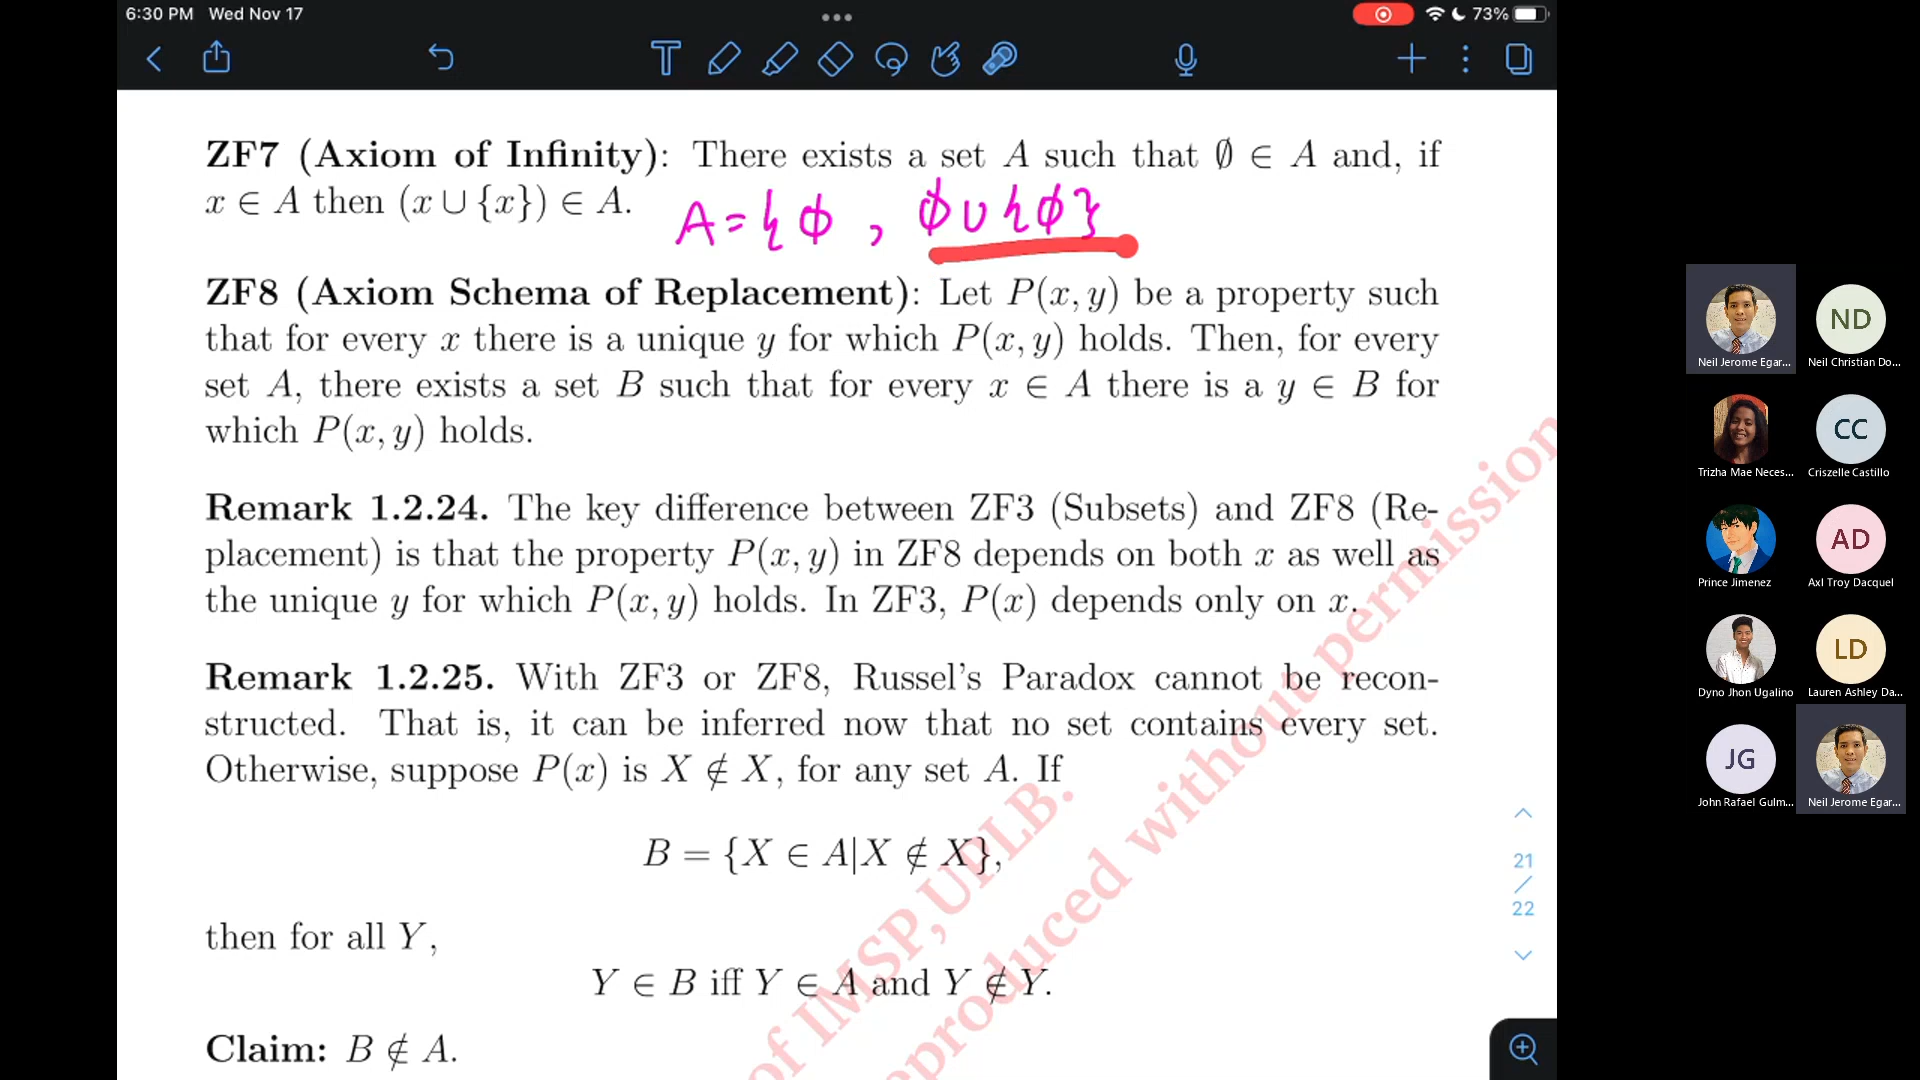 6:30 PM Wed Nov 17
73%
ZF7 (Axiom of Infinity): There exists a set A such that ∅ ∈ A and, if
x ∈ A then (x ∪ {x}) ∈ A.
A = { ϕ , ϕ ∪ {ϕ}
ZF8 (Axiom Schema of Replacement): Let P(x, y) be a property such
that for every x there is a unique y for which P(x, y) holds. Then, for every
set A, there exists a set B such that for every x ∈ A there is a y ∈ B for
which P(x, y) holds.
Remark 1.2.24. The key difference between ZF3 (Subsets) and ZF8 (Re-
placement) is that the property P(x, y) in ZF8 depends on both x as well as
the unique y for which P(x, y) holds. In ZF3, P(x) depends only on x.
Remark 1.2.25. With ZF3 or ZF8, Russel's Paradox cannot be recon-
structed. That is, it can be inferred now that no set contains every set.
Otherwise, suppose P(x) is X ∉ X, for any set A. If
B = {X ∈ A|X ∉ X},
then for all Y,
Y ∈ B iff Y ∈ A and Y ∉ Y.
Claim: B ∉ A.
of IMSP,UPLB.
eproduced without permission
21
/
22
Neil Jerome Egar...
ND
Neil Christian Do...
Trizha Mae Neces...
CC
Criszelle Castillo
Prince Jimenez
AD
Axl Troy Dacquel
Dyno Jhon Ugalino
LD
Lauren Ashley Da...
JG
John Rafael Gulm...
Neil Jerome Egar...